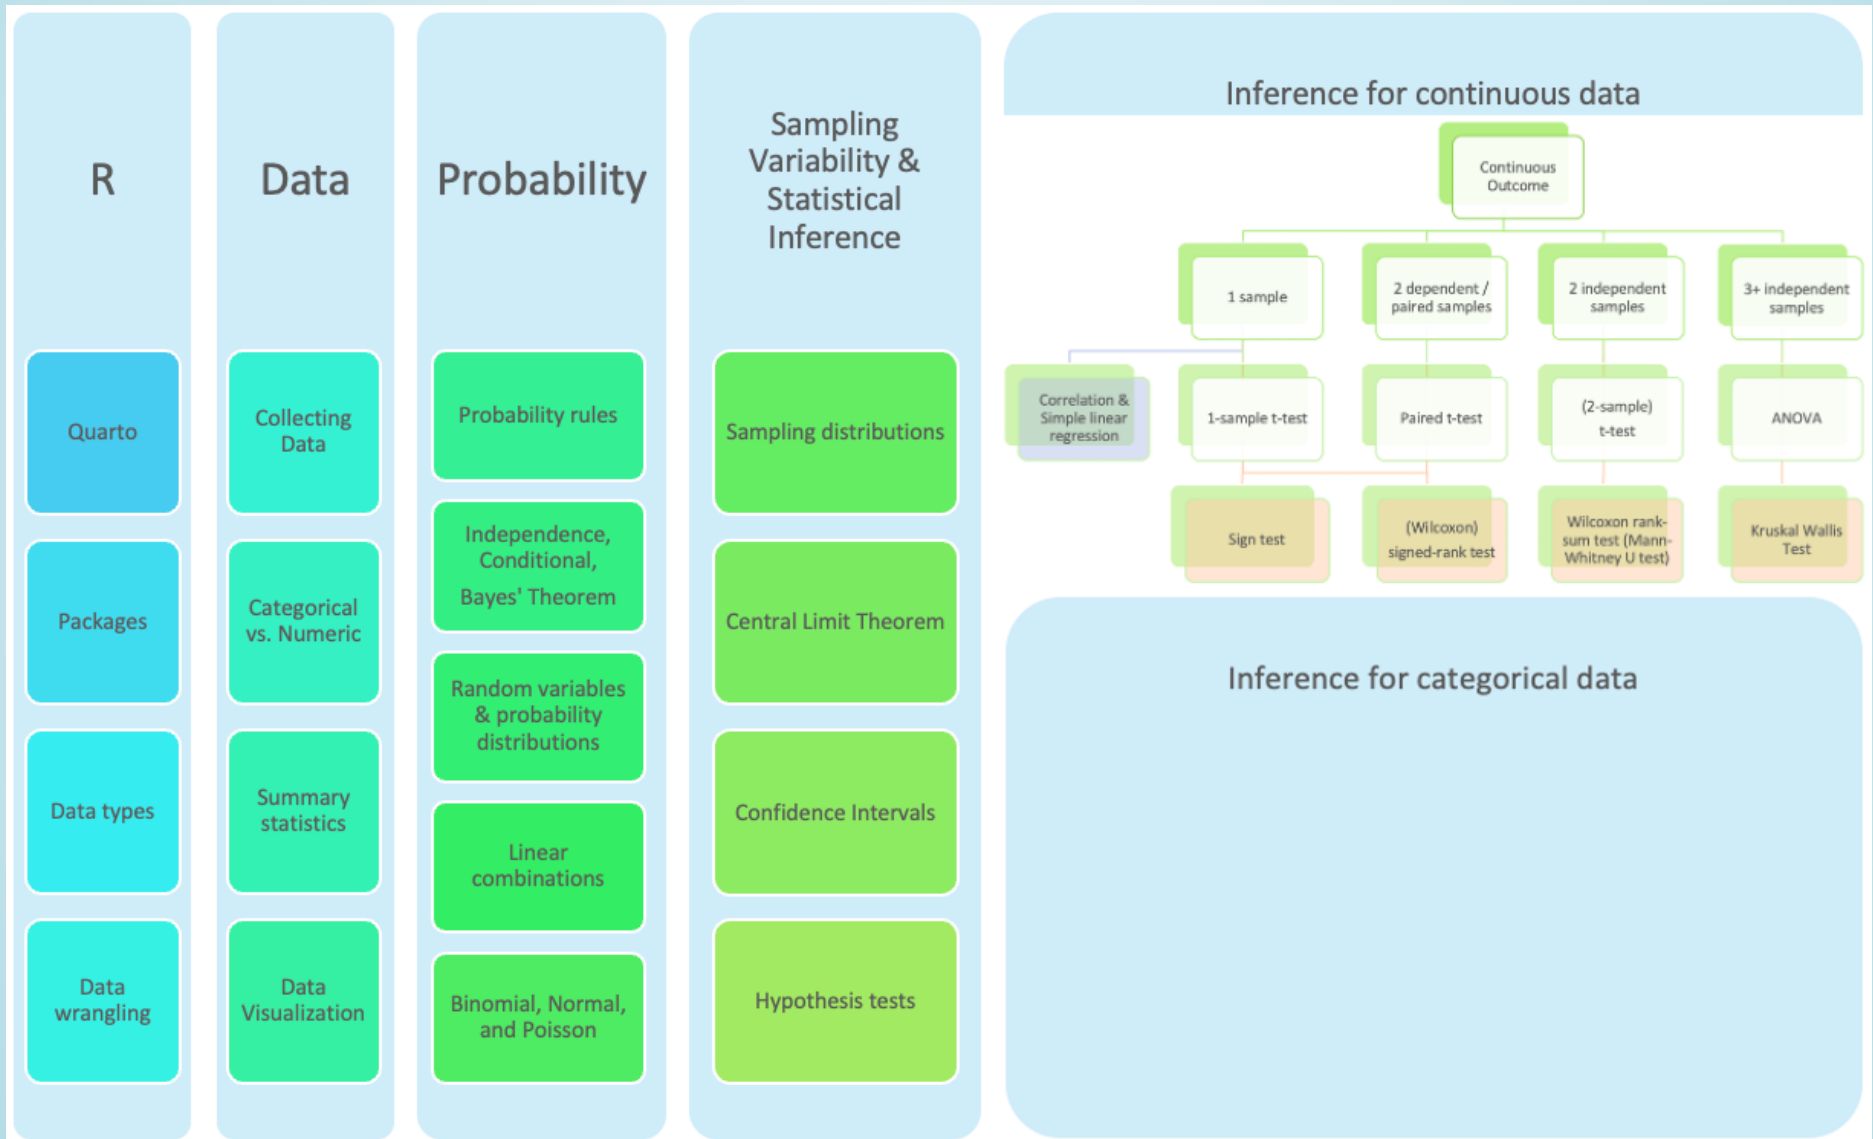 R
Quarto
Packages
Data types
Data
wrangling
Data
Collecting
Data
Categorical
vs. Numeric
Summary
statistics
Data
Visualization
Probability
Probability rules
Independence,
Conditional,
Bayes' Theorem
Random variables
& probability
distributions
Linear
combinations
Binomial, Normal,
and Poisson
Sampling
Variability &
Statistical
Inference
Sampling distributions
Central Limit Theorem
Confidence Intervals
Hypothesis tests
Inference for continuous data
Continuous
Outcome
1 sample
2 dependent /
paired samples
2 independent
samples
3+ independent
samples
Correlation &
Simple linear
regression
1-sample t-test
Paired t-test
(2-sample)
t-test
ANOVA
Sign test
(Wilcoxon)
signed-rank test
Wilcoxon rank-
sum test (Mann-
Whitney U test)
Kruskal Wallis
Test
Inference for categorical data